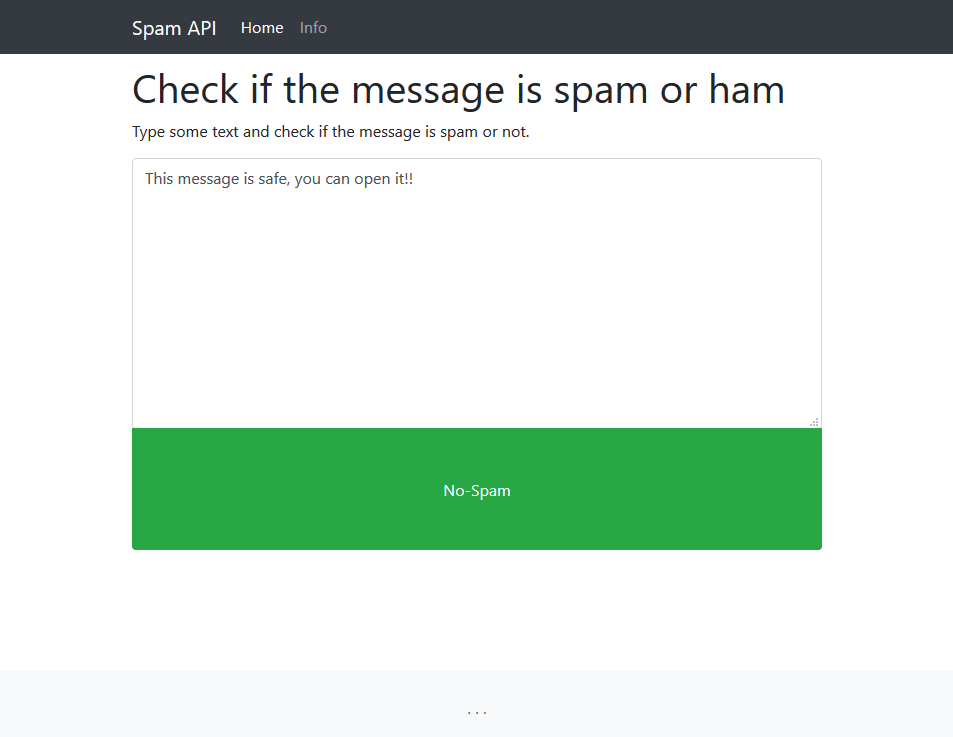 Spam API Home Info
Check if the message is spam or ham
Type some text and check if the message is spam or not.
This message is safe, you can open it!!
No-Spam
...